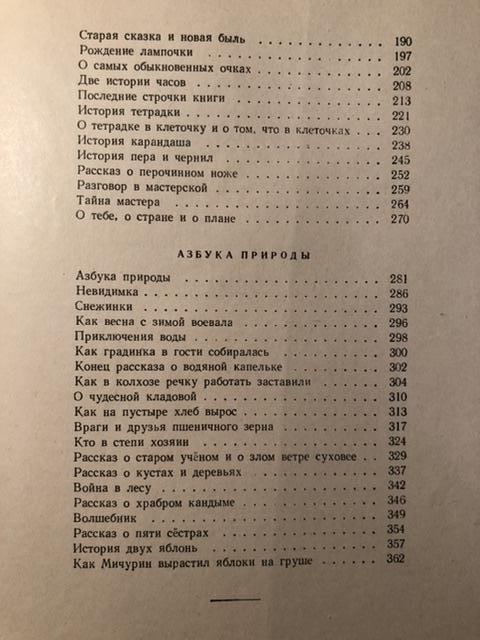 Старая сказка и новая быль . . . . . . . . . . . . 190
Рождение лампочки . . . . . . . . . . . . . . . 197
О самых обыкновенных очках . . . . . . . . . . . 202
Две истории часов . . . . . . . . . . . . . . . 208
Последние строчки книги . . . . . . . . . . . . 213
История тетрадки . . . . . . . . . . . . . . . 221
О тетрадке в клеточку и о том, что в клеточках . . . 230
История карандаша . . . . . . . . . . . . . . . 238
История пера и чернил . . . . . . . . . . . . . 245
Рассказ о перочинном ноже . . . . . . . . . . . 252
Разговор в мастерской . . . . . . . . . . . . . 259
Тайна мастера . . . . . . . . . . . . . . . . 264
О тебе, о стране и о плане . . . . . . . . . . . 270
АЗБУКА ПРИРОДЫ
Азбука природы . . . . . . . . . . . . . . . . 281
Невидимка . . . . . . . . . . . . . . . . . . 286
Снежинки . . . . . . . . . . . . . . . . . . 293
Как весна с зимой воевала . . . . . . . . . . . 296
Приключения воды . . . . . . . . . . . . . . . 298
Как градинка в гости собиралась . . . . . . . . . 300
Конец рассказа о водяной капельке . . . . . . . . 302
Как в колхозе речку работать заставили . . . . . . 304
О чудесной кладовой . . . . . . . . . . . . . . 310
Как на пустыре хлеб вырос . . . . . . . . . . . 313
Враги и друзья пшеничного зерна . . . . . . . . . 317
Кто в степи хозяин . . . . . . . . . . . . . . 324
Рассказ о старом учёном и о злом ветре суховее . . . 329
Рассказ о кустах и деревьях . . . . . . . . . . . 337
Война в лесу . . . . . . . . . . . . . . . . . 342
Рассказ о храбром кандыме . . . . . . . . . . . 346
Волшебник . . . . . . . . . . . . . . . . . . 349
Рассказ о пяти сёстрах . . . . . . . . . . . . . 354
История двух яблонь . . . . . . . . . . . . . . 357
Как Мичурин вырастил яблоки на груше . . . . . . . 362